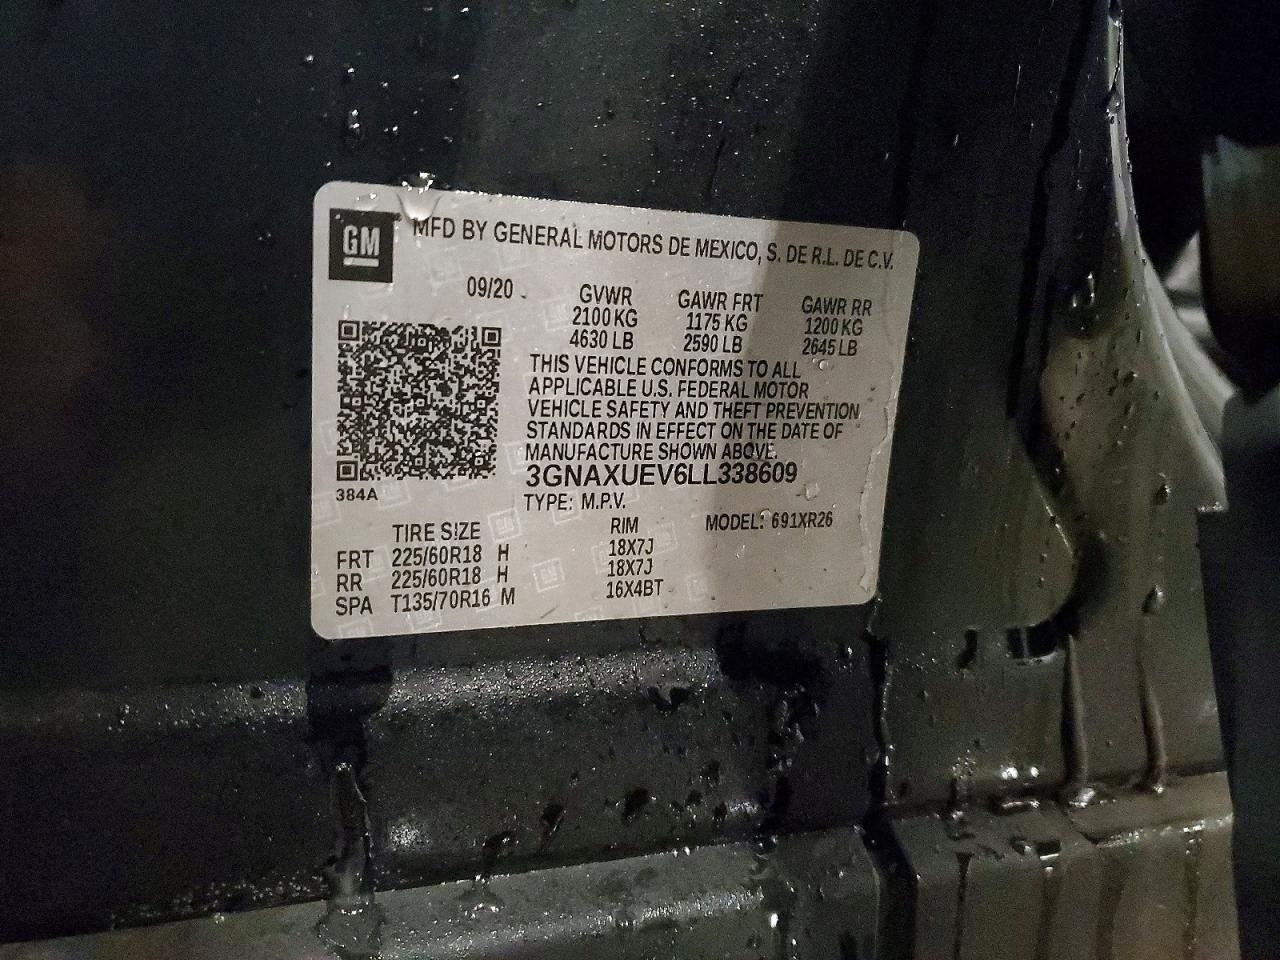 GM
MFD BY GENERAL MOTORS DE MEXICO, S. DE R.L. DE C.V.
09/20 GVWR GAWR FRT GAWR RR
2100 KG 1175 KG 1200 KG
4630 LB 2590 LB 2645 LB
THIS VEHICLE CONFORMS TO ALL
APPLICABLE U.S. FEDERAL MOTOR
VEHICLE SAFETY AND THEFT PREVENTION
STANDARDS IN EFFECT ON THE DATE OF
MANUFACTURE SHOWN ABOVE.
3GNAXUEV6LL338609
384A
TYPE: M.P.V.
TIRE SIZE RIM MODEL: 691XR26
FRT 225/60R18 H 18X7J
RR 225/60R18 H 18X7J
SPA T135/70R16 M 16X4BT